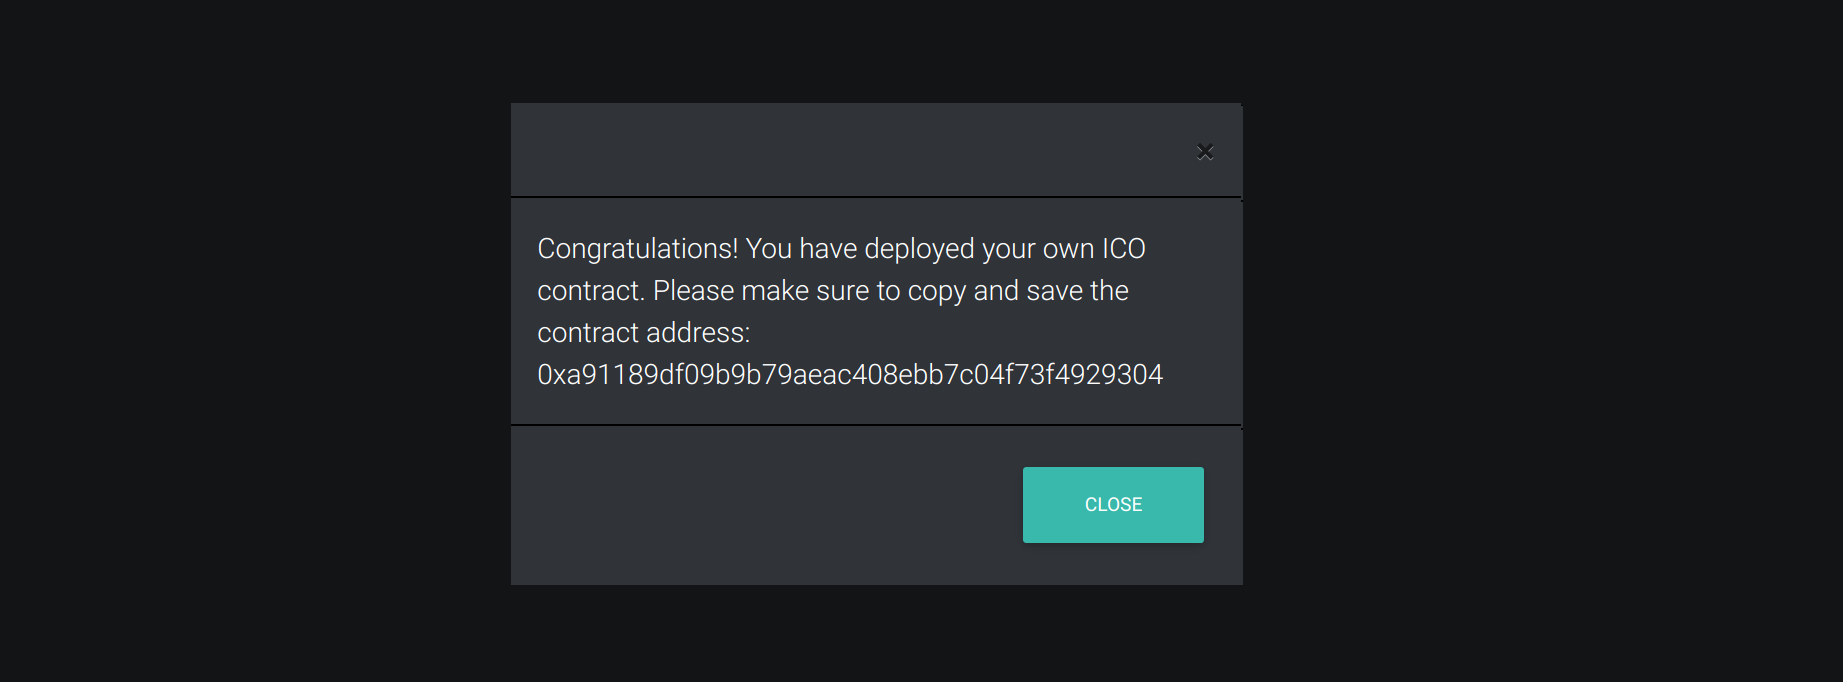 Congratulations! You have deployed your own ICO
contract. Please make sure to copy and save the
contract address:
0xa91189df09b9b79aeac408ebb7c04f73f4929304
CLOSE